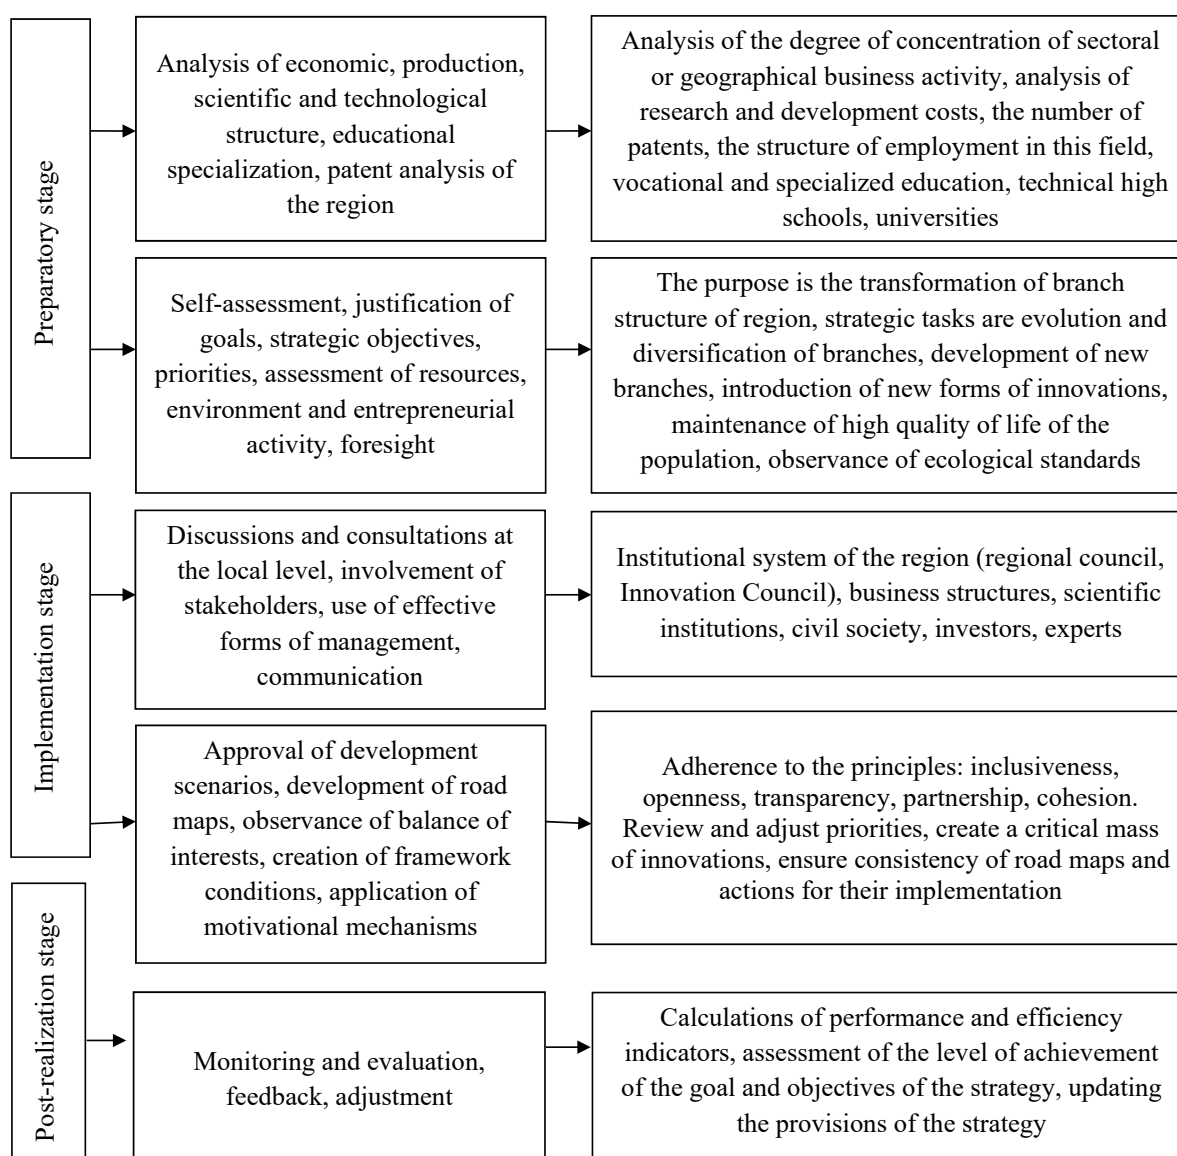 Preparatory stage
Analysis of economic, production,
scientific and technological
structure, educational
specialization, patent analysis of
the region
Analysis of the degree of concentration of sectoral
or geographical business activity, analysis of
research and development costs, the number of
patents, the structure of employment in this field,
vocational and specialized education, technical high
schools, universities
Self-assessment, justification of
goals, strategic objectives,
priorities, assessment of resources,
environment and entrepreneurial
activity, foresight
The purpose is the transformation of branch
structure of region, strategic tasks are evolution and
diversification of branches, development of new
branches, introduction of new forms of innovations,
maintenance of high quality of life of the
population, observance of ecological standards
Implementation stage
Discussions and consultations at
the local level, involvement of
stakeholders, use of effective
forms of management,
communication
Institutional system of the region (regional council,
Innovation Council), business structures, scientific
institutions, civil society, investors, experts
Approval of development
scenarios, development of road
maps, observance of balance of
interests, creation of framework
conditions, application of
motivational mechanisms
Adherence to the principles: inclusiveness,
openness, transparency, partnership, cohesion.
Review and adjust priorities, create a critical mass
of innovations, ensure consistency of road maps and
actions for their implementation
Post-realization stage
Monitoring and evaluation,
feedback, adjustment
Calculations of performance and efficiency
indicators, assessment of the level of achievement
of the goal and objectives of the strategy, updating
the provisions of the strategy